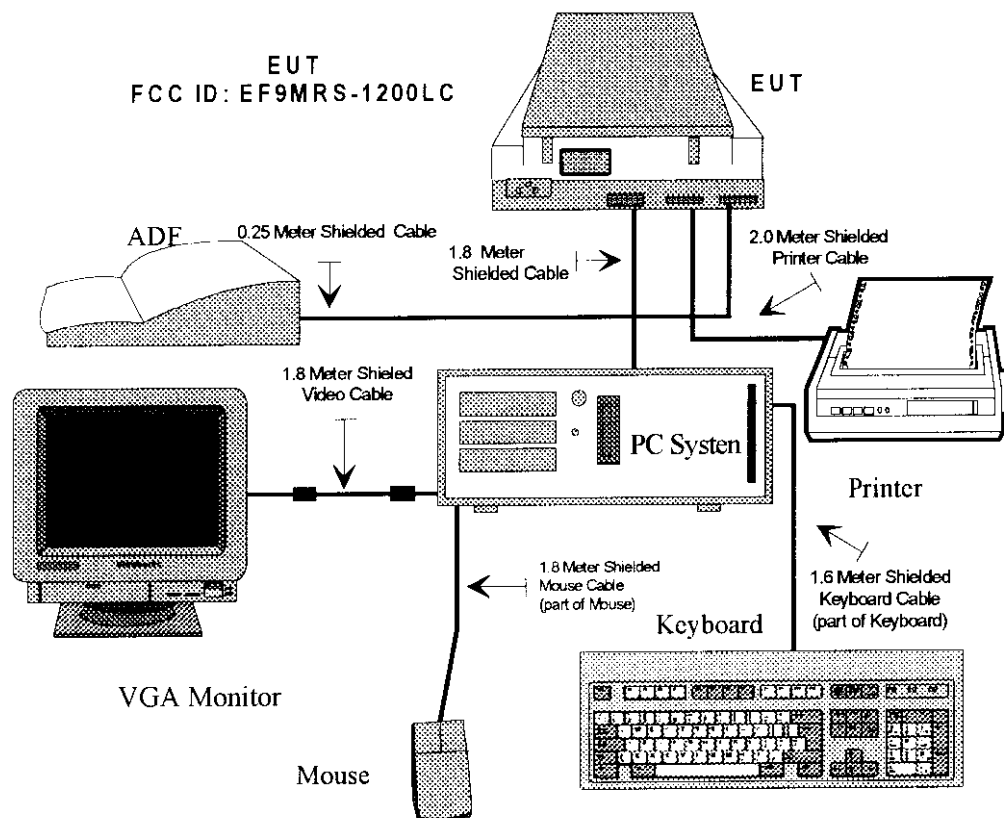 EUT
FCC ID: EF9MRS-1200LC
EUT
ADF
0.25 Meter Shielded Cable
1.8 Meter
Shielded Cable
2.0 Meter Shielded
Printer Cable
1.8 Meter Shieled
Video Cable
PC Systen
Printer
1.8 Meter Shielded
Mouse Cable
(part of Mouse)
1.6 Meter Shielded
Keyboard Cable
(part of Keyboard)
Keyboard
VGA Monitor
Mouse